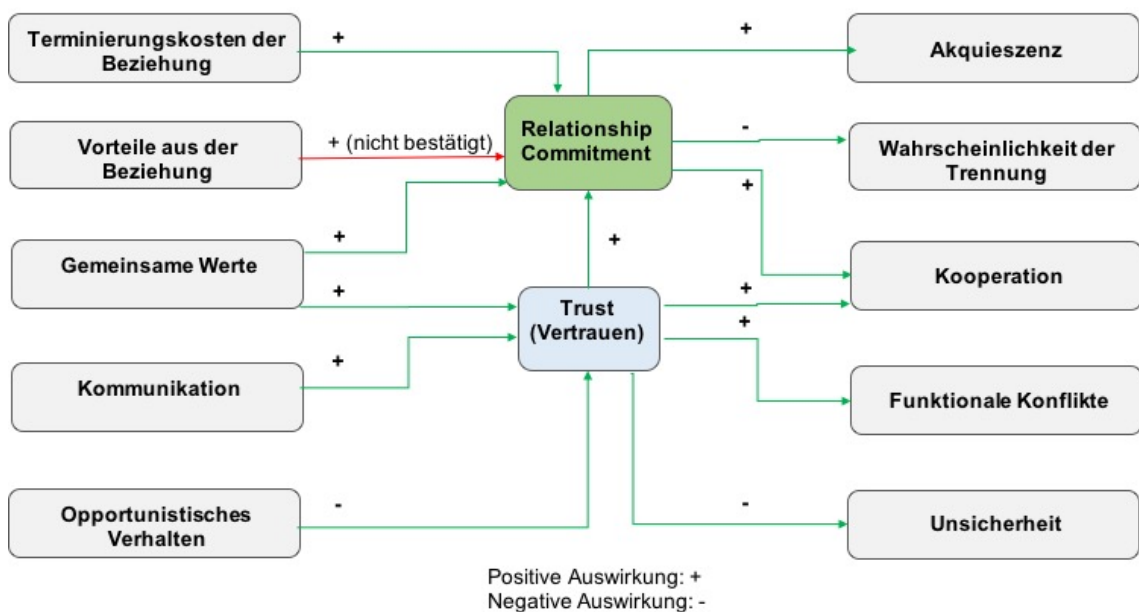 Terminierungskosten der
Beziehung
+
+
Akquieszenz
Relationship
Commitment
Vorteile aus der
Beziehung
+ (nicht bestätigt)
-
Wahrscheinlichkeit der
Trennung
+
Gemeinsame Werte
+
+
+
Kooperation
Trust
(Vertrauen)
+
+
Kommunikation
+
Funktionale Konflikte
Opportunistisches
Verhalten
-
-
Unsicherheit
Positive Auswirkung: +
Negative Auswirkung: -